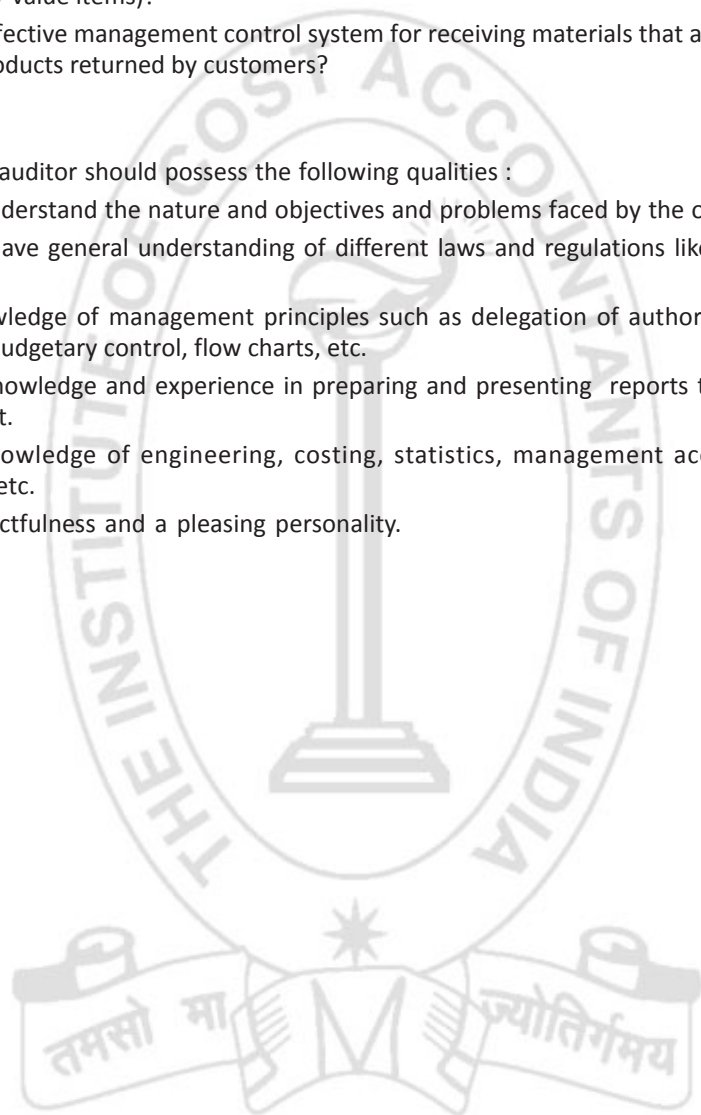 value items)?
fective management control system for receiving materials that a
oducts returned by customers?
auditor should possess the following qualities :
derstand the nature and objectives and problems faced by the o
ave general understanding of different laws and regulations like
wledge of management principles such as delegation of author
udgetary control, flow charts, etc.
nowledge and experience in preparing and presenting reports t
t.
owledge of engineering, costing, statistics, management acc
etc.
ctfulness and a pleasing personality.
THE INSTITUTE OF COST ACCOUNTANTS OF INDIA
तमसो मा ज्योतिर्गमय